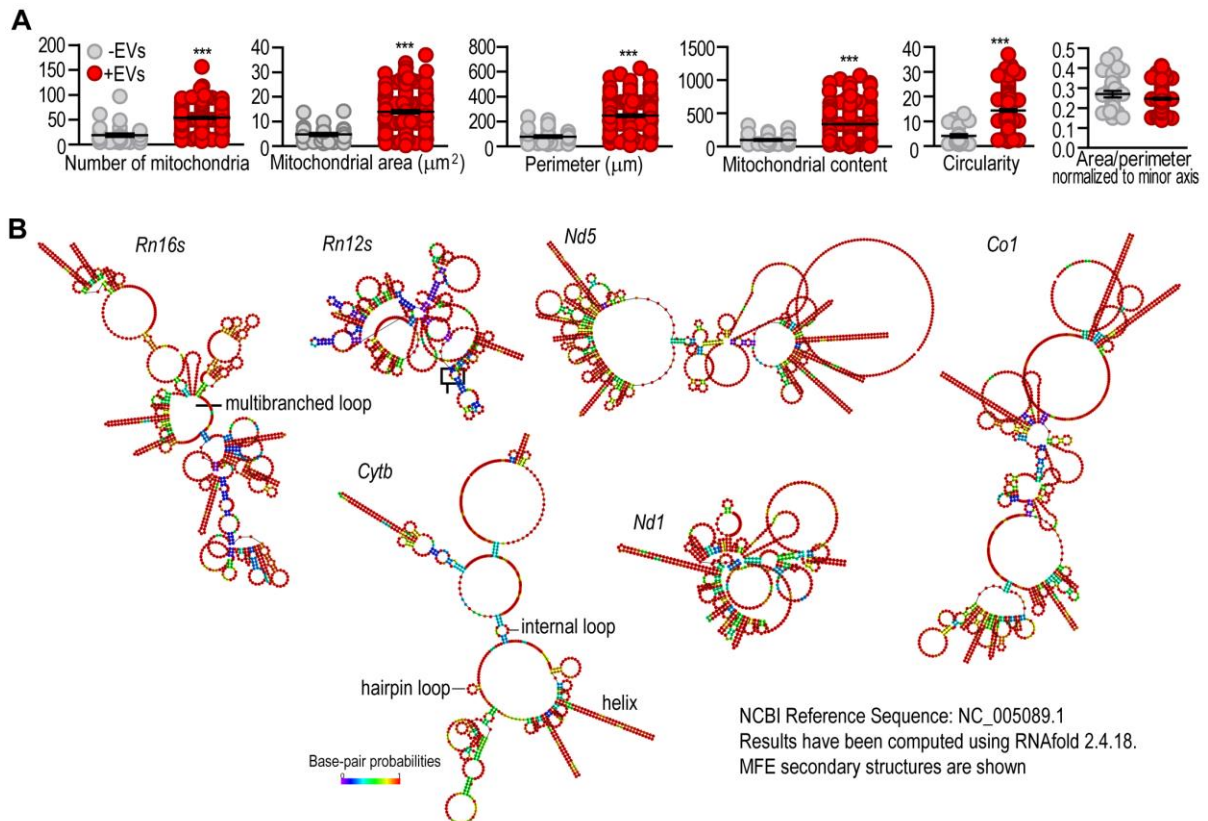 A
200
150
100
50
0
-EVs
+EVs
***
Number of mitochondria
40
30
20
10
0
***
Mitochondrial area (μm²)
800
600
400
200
0
***
Perimeter (μm)
1500
1000
500
0
***
Mitochondrial content
40
30
20
10
0
***
Circularity
0.5
0.4
0.3
0.2
0.1
0.0
Area/perimeter
normalized to minor axis
B
Rn16s
Rn12s
Nd5
Co1
multibranched loop
Cytb
Nd1
internal loop
hairpin loop
helix
Base-pair probabilities
0 1
NCBI Reference Sequence: NC_005089.1
Results have been computed using RNAfold 2.4.18.
MFE secondary structures are shown